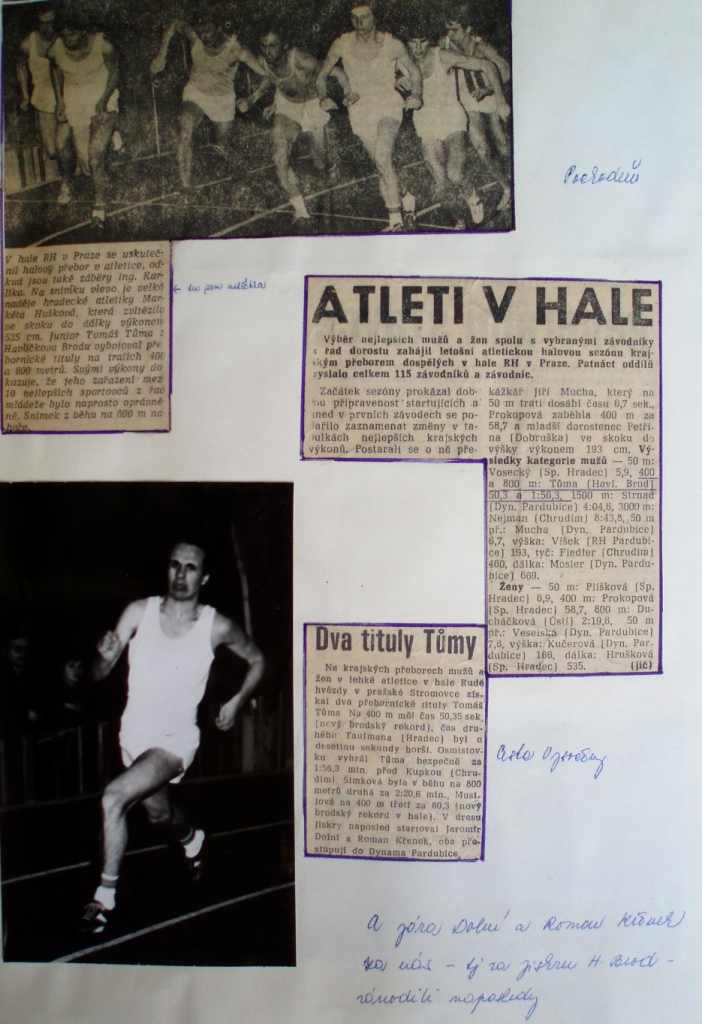 Pochodeň
V hale RH v Praze se uskuteč-
nil halový přebor v atletice, od-
kud jsou také záběry ing. Kar-
líka. Na snímku vlevo je velká
naděje hradecké atletiky Mar-
kéta Hušková, která zvítězila
ve skoku do dálky výkonem
535 cm. Junior Tomáš Tůma z
Havlíčkova Brodu vybojoval pře-
bornické tituly na tratích 400
a 800 metrů. Svými výkony do-
kazuje, že jeho zařazení mez
10 nejlepších sportovců z řad
mládeže bylo naprosto oprávně-
né. Snímek z běhu na 800 m na-
hoře.
← tu jsem
ATLETI V HALE
Výběr nejlepších mužů a žen spolu s vybranými závodníky
z řad dorostu zahájil letošní atletickou halovou sezónu kraj-
ským přeborem dospělých v hale RH v Praze. Patnáct oddílů
vyslalo celkem 115 závodníků a závodnic.
Začátek sezóny prokázal dob-
rou připravenost startujících a
hned v prvních závodech se po-
dařilo zaznamenat změny v ta-
bulkách nejlepších krajských
výkonů. Postarali se o ně pře-
kážkář Jiří Mucha, který na
50 m trati dosáhl času 6,7 sek.,
Prokopová zaběhla 400 m za
58,7 a mladší dorostenec Petři-
na (Dobruška) ve skoku do
výšky výkonem 193 cm. Vý-
sledky kategorie mužů — 50 m:
Vosecký (Sp. Hradec) 5,9, 400
a 800 m: Tůma (Havl. Brod)
50,3 a 1:56,3, 1500 m: Strnad
(Dyn. Pardubice) 4:04,6, 3000 m:
Nejman (Chrudim) 8:43,8, 50 m
př.: Mucha (Dyn. Pardubice)
6,7, výška: Víšek (RH Pardubi-
ce) 193, tyč: Fiedler (Chrudim)
460, dálka: Mosler (Dyn. Pardu-
bice) 669.
Ženy — 50 m: Plíšková (Sp.
Hradec) 6,9, 400 m: Prokopová
(Sp. Hradec) 58,7, 800 m: Du-
cháčková (Ústí) 2:19,6, 50 m
př.: Veselská (Dyn. Pardubice)
7,6, výška: Kučerová (Dyn. Par-
dubice) 166, dálka: Hrušková
(Sp. Hradec) 535. (jič)
Dva tituly Tůmy
Na krajských přeborech mužů a
žen v lehké atletice v hale Rudé
hvězdy v pražské Stromovce zís-
kal dva přebornické tituly Tomáš
Tůma. Na 400 m měl čas 50,35 sek.
(nový brodský rekord), čas dru-
hého Taufmana (Hradec) byl o
desetinu sekundy horší. Osmistov-
ku vyhrál Tůma bezpečně za
1:56,3 min. před Kupkou (Chru-
dim). Šimková byla v běhu na 800
metrů druhá za 2:20,6 min., Musi-
lová na 400 m třetí za 60,3 (nový
brodský rekord v hale). V dresu
Jiskry naposled startoval Jaromír
Dolní a Roman Křenek, oba pře-
stupují do Dynama Pardubice.
Cesta Vysočiny
A Jára Dolní a Roman Křenek
za nás – tj za jiskru H. Brod –
závodili naposledy